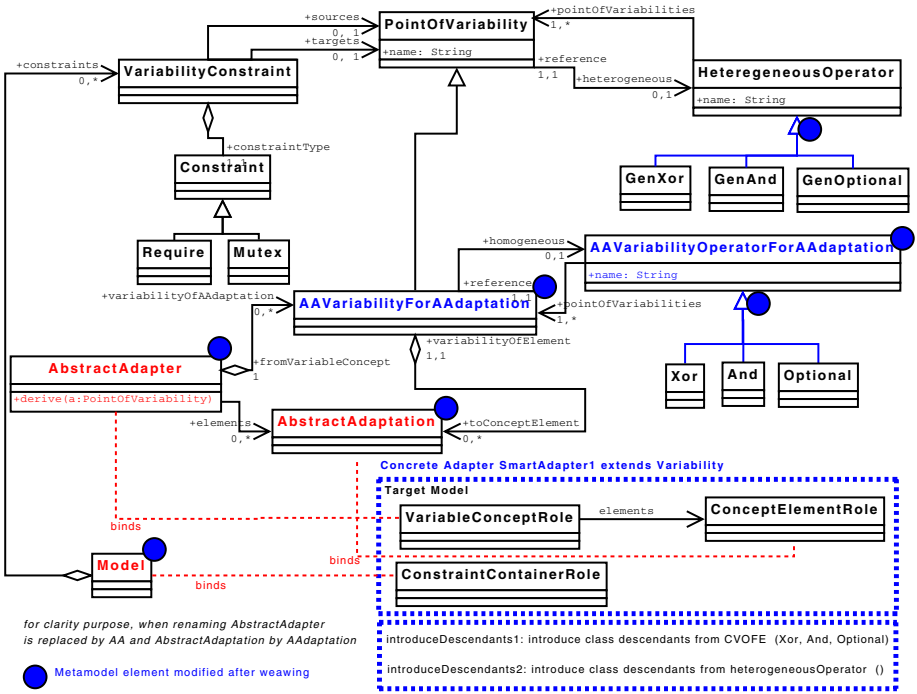 +sources
0, 1
PointOfVariability
+name: String
+pointOfVariabilities
1,*
+targets
0, 1
+constraints
0,*
VariabilityConstraint
+reference
1,1
+heterogeneous
0,1
HeteregeneousOperator
+name: String
+constraintType
1,1
Constraint
GenXor
GenAnd
GenOptional
Require
Mutex
+homogeneous
0,1
AAVariabilityOperatorForAAdaptation
+name: String
+reference
1,1
+variabilityOfAAdaptation
0,*
AAVariabilityForAAdaptation
+pointOfVariabilities
1,*
+variabilityOfElement
1,1
AbstractAdapter
+derive(a:PointOfVariability)
+fromVariableConcept
1
Xor
And
Optional
+elements
0,*
AbstractAdaptation
+toConceptElement
0,*
Concrete Adapter SmartAdapter1 extends Variability
Target Model
VariableConceptRole
elements
ConceptElementRole
binds
binds
Model
binds
ConstraintContainerRole
for clarity purpose, when renaming AbstractAdapter
is replaced by AA and AbstractAdaptation by AAdaptation
introduceDescendants1: introduce class descendants from CVOFE (Xor, And, Optional)
introduceDescendants2: introduce class descendants from heterogenousOperator ()
Metamodel element modified after weawing